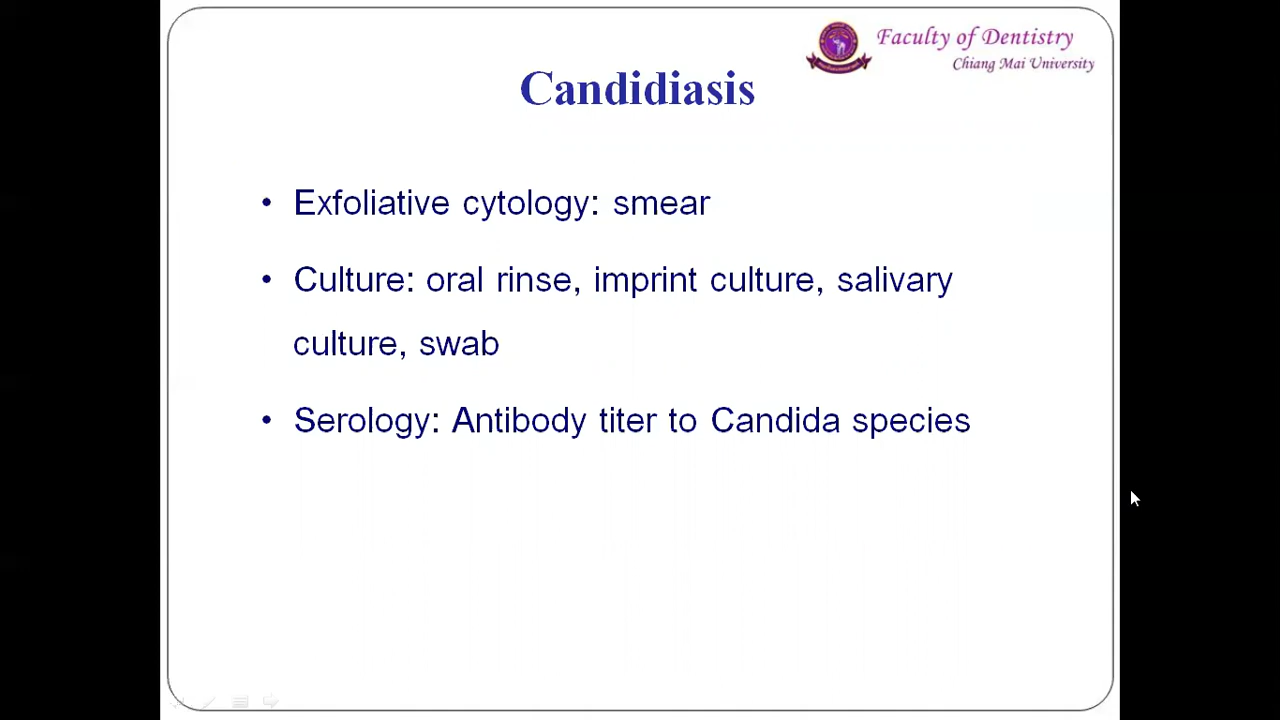 Faculty of Dentistry
Chiang Mai University
Candidiasis
• Exfoliative cytology: smear
• Culture: oral rinse, imprint culture, salivary
culture, swab
• Serology: Antibody titer to Candida species